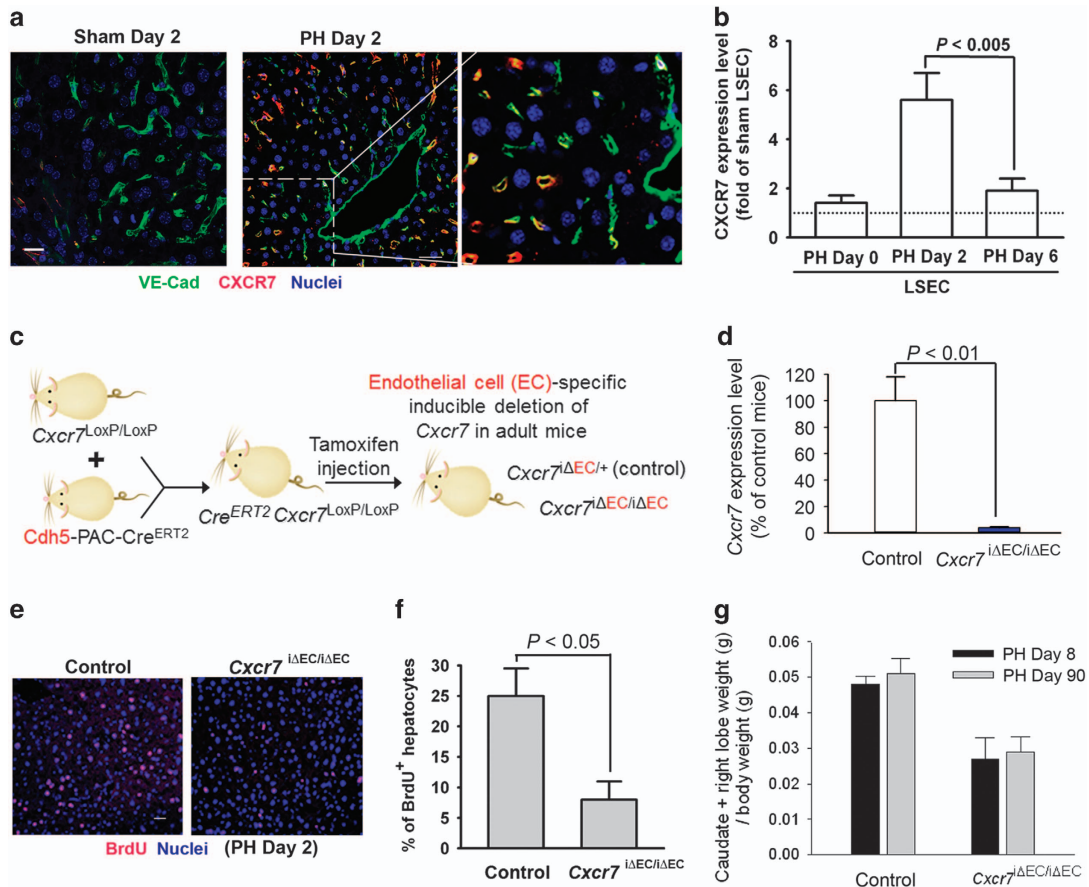 a
Sham Day 2
PH Day 2
VE-Cad CXCR7 Nuclei
b
P < 0.005
CXCR7 expression level
(fold of sham LSEC)
8
6
4
2
0
PH Day 0 PH Day 2 PH Day 6
LSEC
c
Cxcr7LoxP/LoxP
+
Cdh5-PAC-CreERT2
CreERT2 Cxcr7LoxP/LoxP
Tamoxifen
injection
Endothelial cell (EC)-specific
inducible deletion of
Cxcr7 in adult mice
Cxcr7iΔEC/+ (control)
Cxcr7iΔEC/iΔEC
d
P < 0.01
Cxcr7 expression level
(% of control mice)
120
100
80
60
40
20
0
Control Cxcr7 iΔEC/iΔEC
e
Control Cxcr7 iΔEC/iΔEC
BrdU Nuclei (PH Day 2)
f
P < 0.05
% of BrdU+ hepatocytes
30
25
20
15
10
5
0
Control Cxcr7 iΔEC/iΔEC
g
Caudate + right lobe weight (g)
/ body weight (g)
0.06
0.05
0.04
0.03
0.02
0.01
0.00
PH Day 8
PH Day 90
Control Cxcr7iΔEC/iΔEC